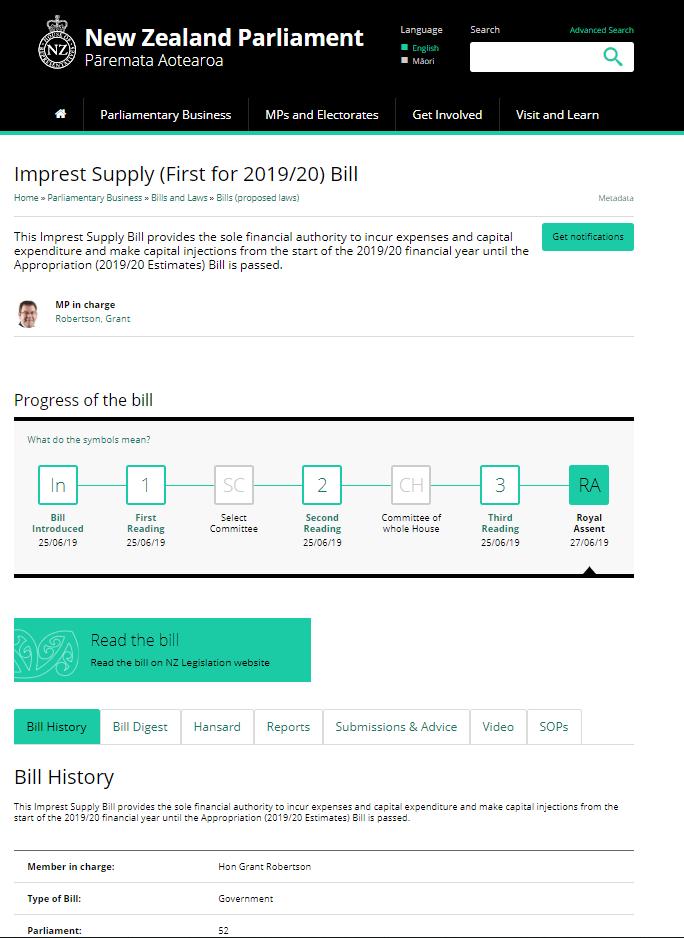 New Zealand Parliament
Pāremata Aotearoa
Language
English
Māori
Search
Advanced Search
Parliamentary Business
MPs and Electorates
Get Involved
Visit and Learn
Imprest Supply (First for 2019/20) Bill
Home » Parliamentary Business » Bills and Laws » Bills (proposed laws)
Metadata
This Imprest Supply Bill provides the sole financial authority to incur expenses and capital
expenditure and make capital injections from the start of the 2019/20 financial year until the
Appropriation (2019/20 Estimates) Bill is passed.
Get notifications
MP in charge
Robertson, Grant
Progress of the bill
What do the symbols mean?
In
Bill
Introduced
25/06/19
1
First
Reading
25/06/19
SC
Select
Committee
2
Second
Reading
25/06/19
CH
Committee of
whole House
3
Third
Reading
25/06/19
RA
Royal
Assent
27/06/19
Read the bill
Read the bill on NZ Legislation website
Bill History
Bill Digest
Hansard
Reports
Submissions & Advice
Video
SOPs
Bill History
This Imprest Supply Bill provides the sole financial authority to incur expenses and capital expenditure and make capital injections from the
start of the 2019/20 financial year until the Appropriation (2019/20 Estimates) Bill is passed.
Member in charge: Hon Grant Robertson
Type of Bill: Government
Parliament: 52